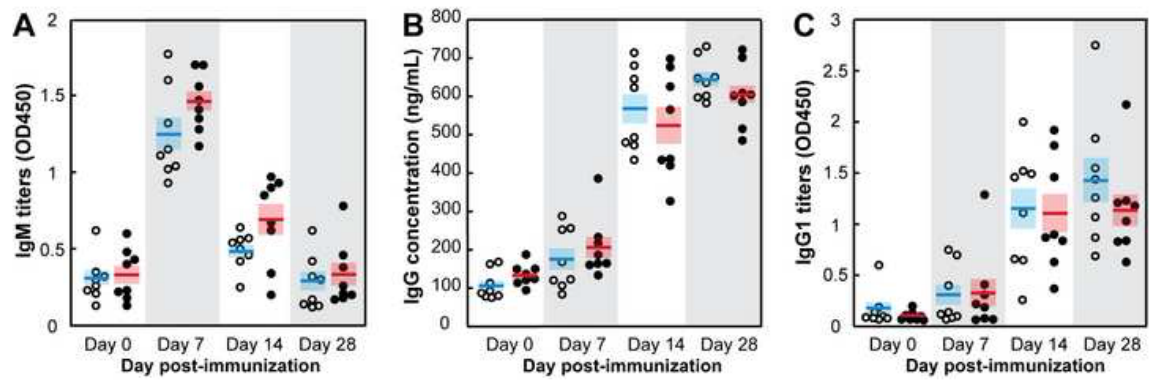 A
IgM titers (OD450)
2
1.5
1
0.5
0
Day 0 Day 7 Day 14 Day 28
Day post-immunization
B
IgG concentration (ng/mL)
800
700
600
500
400
300
200
100
0
Day 0 Day 7 Day 14 Day 28
Day post-immunization
C
IgG1 titers (OD450)
3
2.5
2
1.5
1
0.5
0
Day 0 Day 7 Day 14 Day 28
Day post-immunization